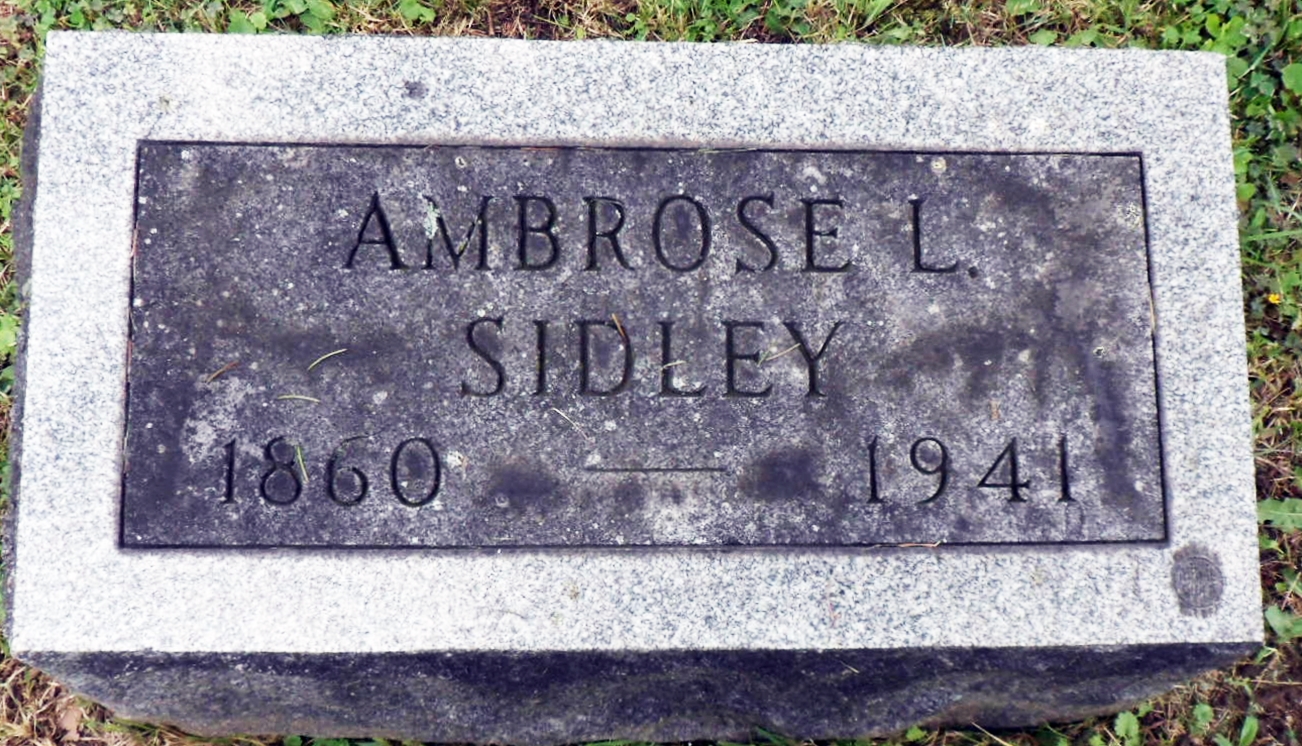 AMBROSE L.
SIDLEY
1860 — 1941